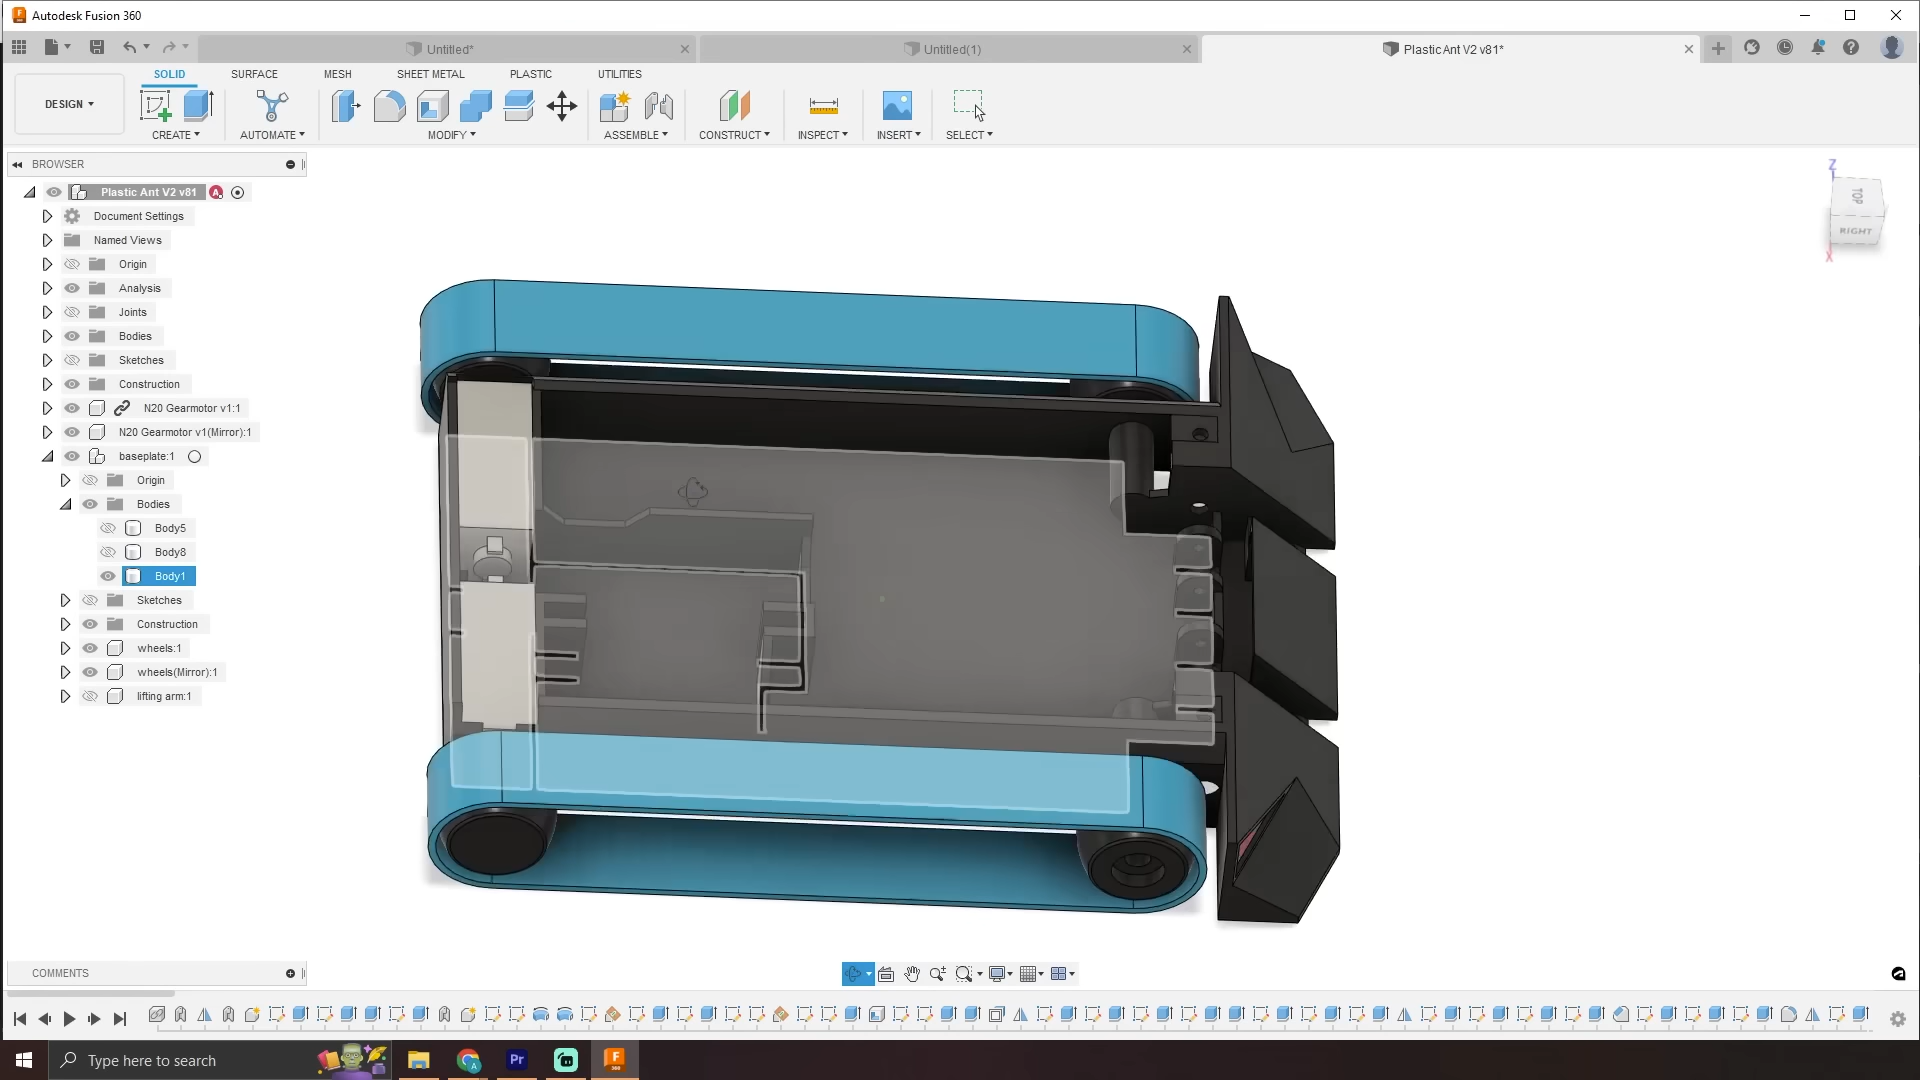 Autodesk Fusion 360
Untitled*
Untitled(1)
Plastic Ant V2 v81*
DESIGN
SOLID
SURFACE
MESH
SHEET METAL
PLASTIC
UTILITIES
CREATE
AUTOMATE
MODIFY
ASSEMBLE
CONSTRUCT
INSPECT
INSERT
SELECT
BROWSER
Plastic Ant V2 v81
Document Settings
Named Views
Origin
Analysis
Joints
Bodies
Sketches
Construction
N20 Gearmotor v1:1
N20 Gearmotor v1(Mirror):1
baseplate:1
Origin
Bodies
Body5
Body8
Body1
Sketches
Construction
wheels:1
wheels(Mirror):1
lifting arm:1
Z
TOP
RIGHT
X
COMMENTS
Type here to search
Pr
F
360